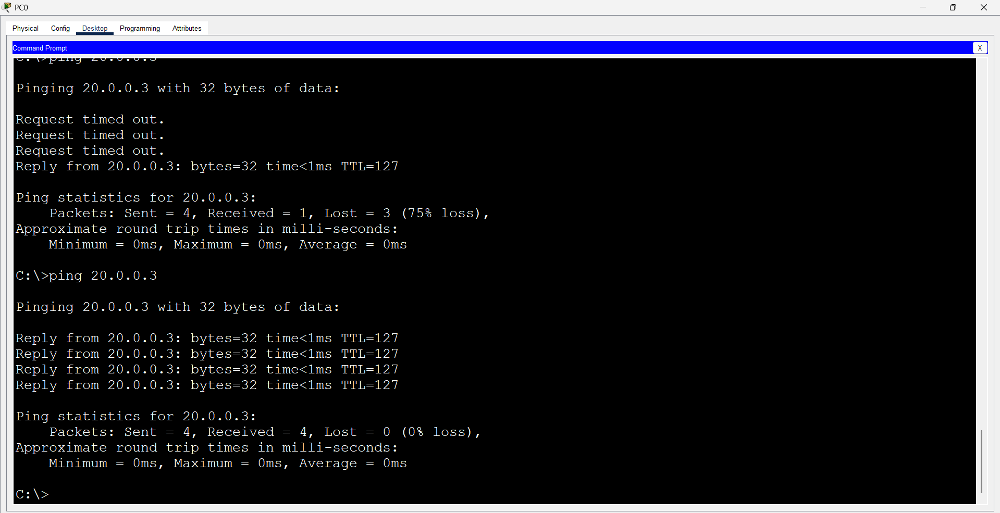 PC0
Physical Config Desktop Programming Attributes
Command Prompt X
C:\>ping 20.0.0.3
Pinging 20.0.0.3 with 32 bytes of data:
Request timed out.
Request timed out.
Request timed out.
Reply from 20.0.0.3: bytes=32 time<1ms TTL=127
Ping statistics for 20.0.0.3:
    Packets: Sent = 4, Received = 1, Lost = 3 (75% loss),
Approximate round trip times in milli-seconds:
    Minimum = 0ms, Maximum = 0ms, Average = 0ms
C:\>ping 20.0.0.3
Pinging 20.0.0.3 with 32 bytes of data:
Reply from 20.0.0.3: bytes=32 time<1ms TTL=127
Reply from 20.0.0.3: bytes=32 time<1ms TTL=127
Reply from 20.0.0.3: bytes=32 time<1ms TTL=127
Reply from 20.0.0.3: bytes=32 time<1ms TTL=127
Ping statistics for 20.0.0.3:
    Packets: Sent = 4, Received = 4, Lost = 0 (0% loss),
Approximate round trip times in milli-seconds:
    Minimum = 0ms, Maximum = 0ms, Average = 0ms
C:\>